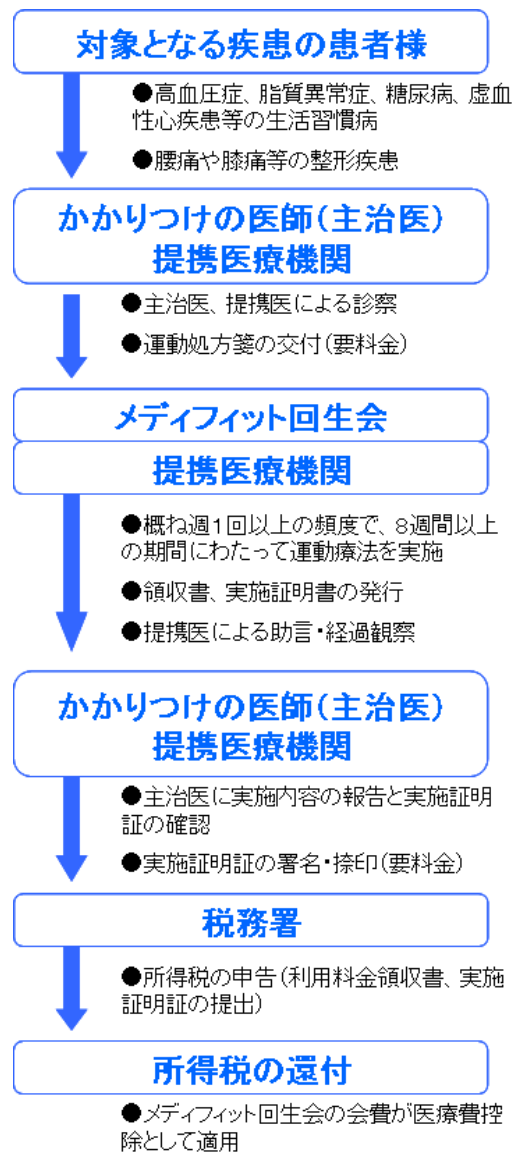 対象となる疾患の患者様
●高血圧症、脂質異常症、糖尿病、虚血
性心疾患等の生活習慣病
●腰痛や膝痛等の整形疾患
かかりつけの医師(主治医)
提携医療機関
●主治医、提携医による診察
●運動処方箋の交付(要料金)
メディフィット回生会
提携医療機関
●概ね週1回以上の頻度で、8週間以上
の期間にわたって運動療法を実施
●領収書、実施証明書の発行
●提携医による助言・経過観察
かかりつけの医師(主治医)
提携医療機関
●主治医に実施内容の報告と実施証明
証の確認
●実施証明証の署名・捺印(要料金)
税務署
●所得税の申告(利用料金領収書、実施
証明証の提出)
所得税の還付
●メディフィット回生会の会費が医療費控
除として適用